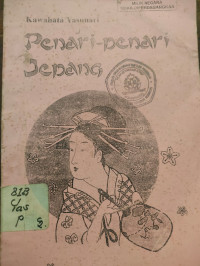 Kawabata Yasunari
Penari-penari
Jepang
813
Yas
P